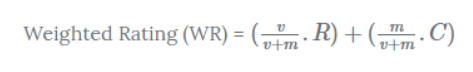 Weighted Rating (WR) = (v/v+m . R) + (m/v+m . C)